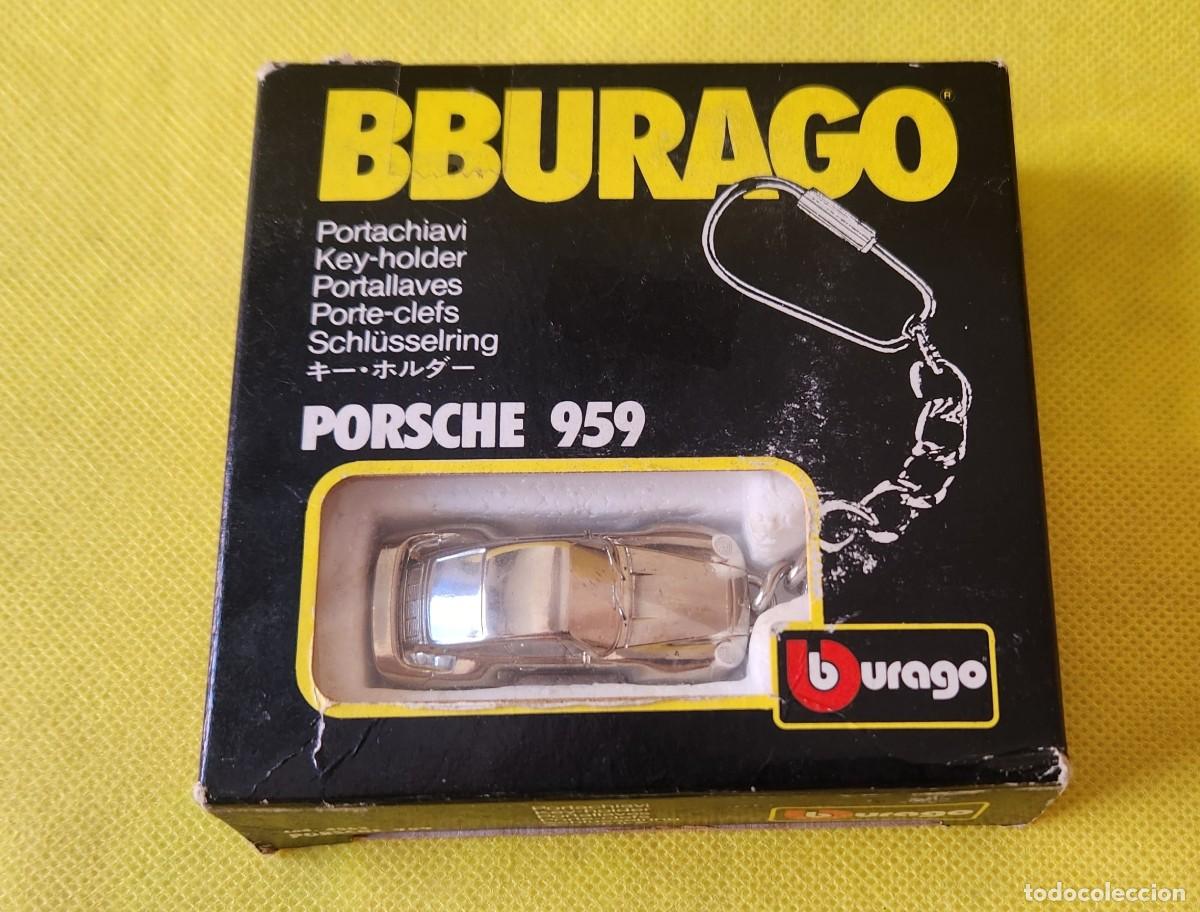 BBURAGO®
Portachiavi
Key-holder
Portallaves
Porte-clefs
Schlüsselring
キー・ホルダー
PORSCHE 959
burago
Portachiavi
burago
todocoleccion